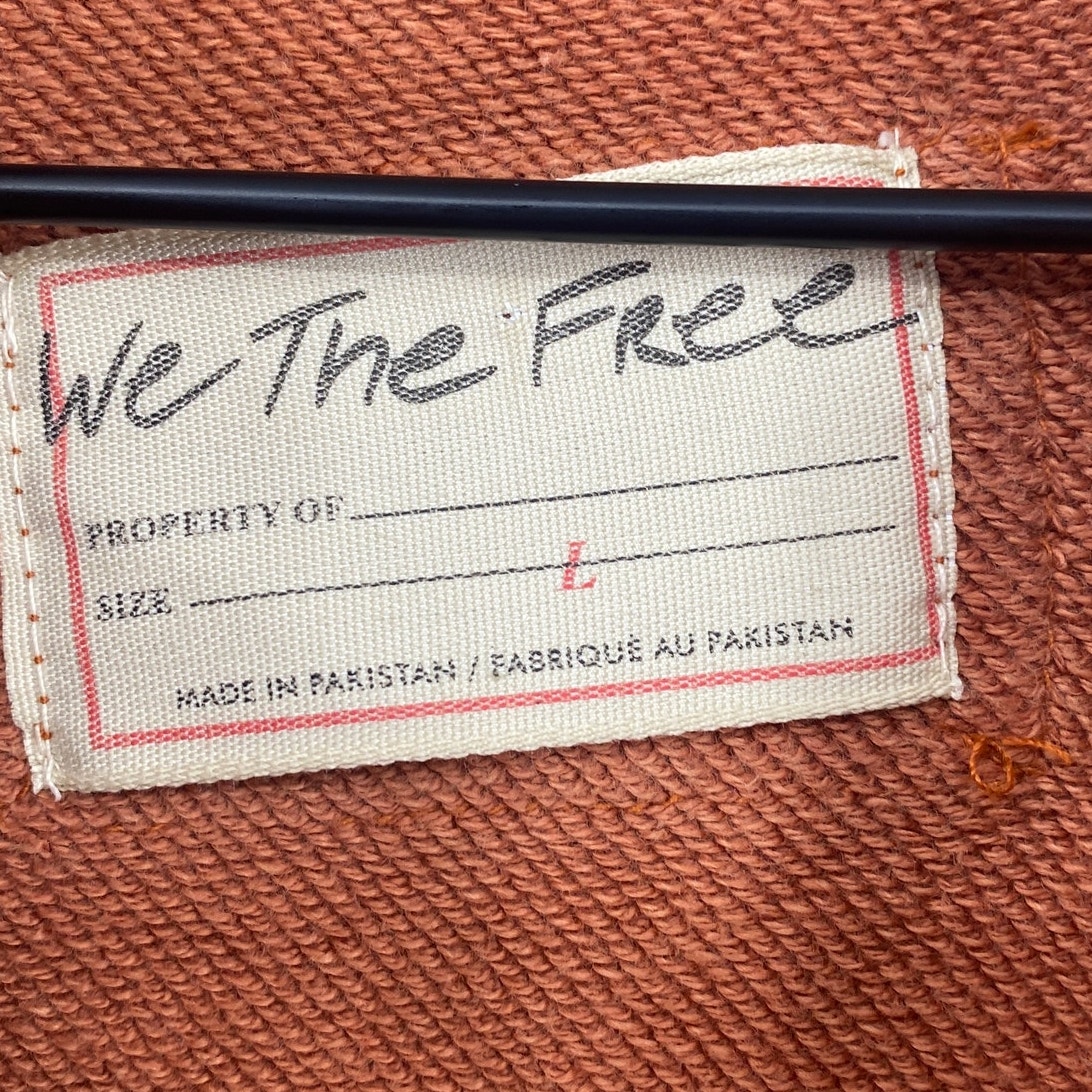 We The Free
PROPERTY OF
SIZE L
MADE IN PAKISTAN / FABRIQUÉ AU PAKISTAN